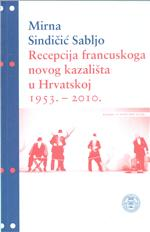 Mirna
Sindičić Sabljo
Recepcija francuskoga
novog kazališta
u Hrvatskoj
1953. – 2010.